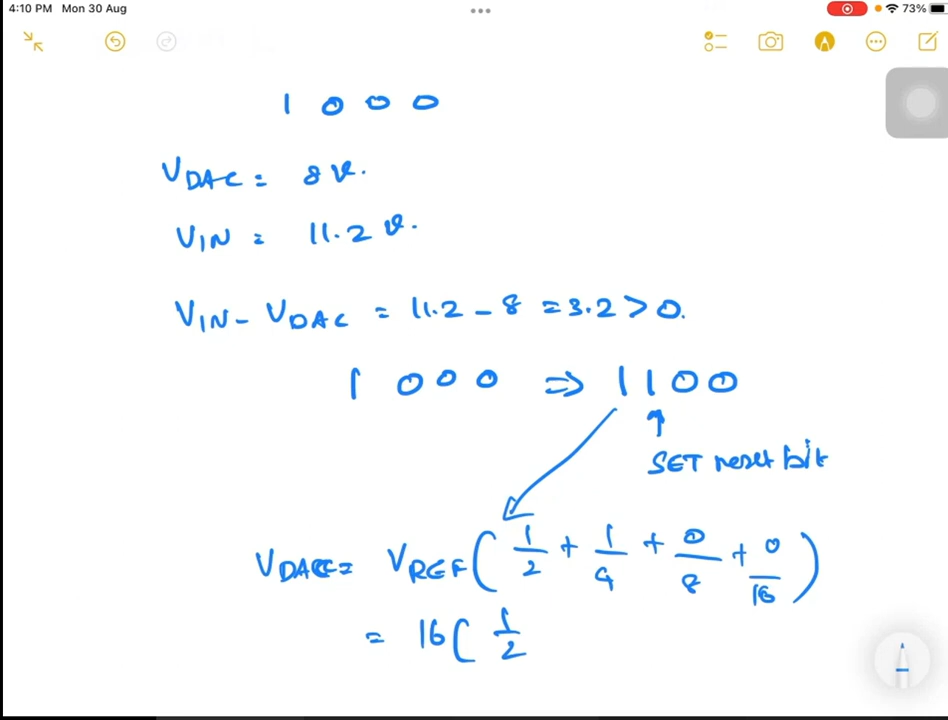 4:10 PM Mon 30 Aug
73%
1 0 0 0
VDAC = 8 V.
VIN = 11.2 V.
VIN - VDAC = 11.2 - 8 = 3.2 > 0.
1 0 0 0 ⇒ 1 1 0 0
↑
SET next bit
VDAC = VREF ( 1/2 + 1/4 + 0/8 + 0/16 )
= 16 ( 1/2